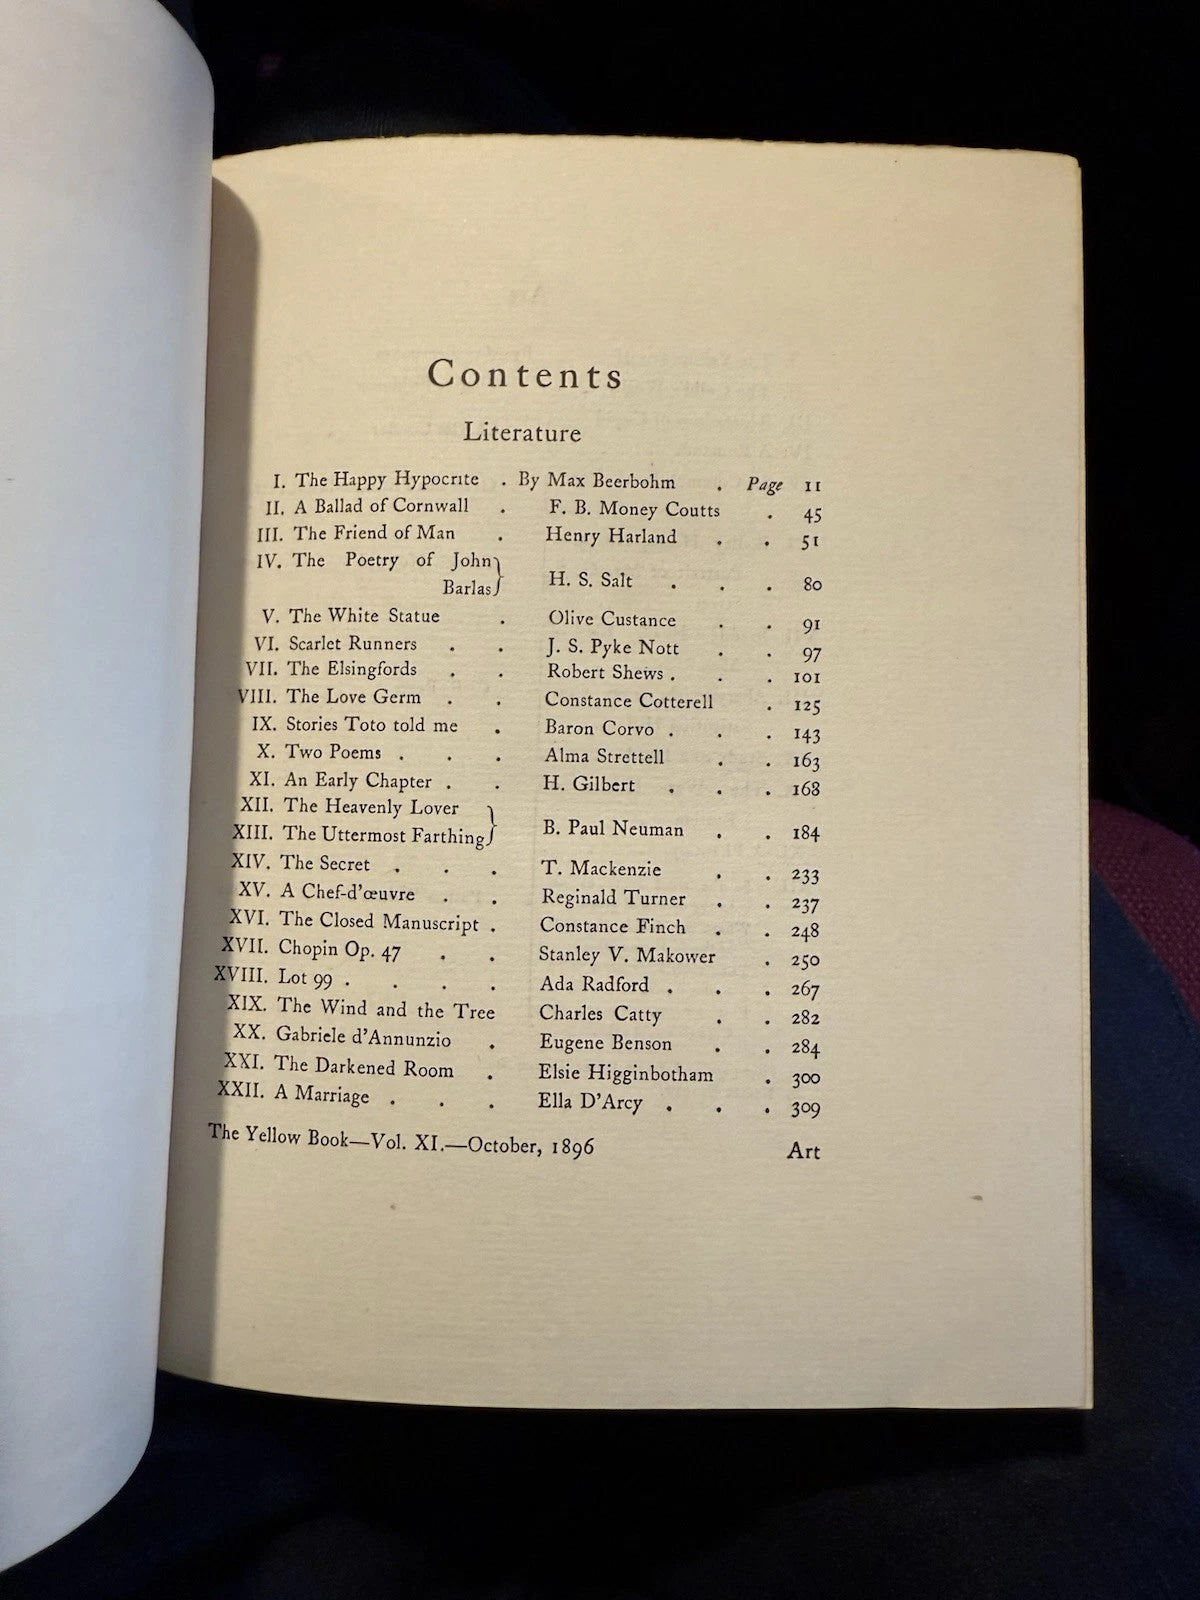 Contents
Literature
I. The Happy Hypocrite . By Max Beerbohm . Page 11
II. A Ballad of Cornwall . F. B. Money Coutts . 45
III. The Friend of Man . Henry Harland . . 51
IV. The Poetry of John
Barlas} H. S. Salt . . . 80
V. The White Statue . Olive Custance . . 91
VI. Scarlet Runners . . J. S. Pyke Nott . . 97
VII. The Elsingfords . . Robert Shews . . . 101
VIII. The Love Germ . . Constance Cotterell . 125
IX. Stories Toto told me . Baron Corvo . . . 143
X. Two Poems . . . Alma Strettell . . 163
XI. An Early Chapter . . H. Gilbert . . . 168
XII. The Heavenly Lover
XIII. The Uttermost Farthing} B. Paul Neuman . . 184
XIV. The Secret . . . T. Mackenzie . . 233
XV. A Chef-d'œuvre . . Reginald Turner . . 237
XVI. The Closed Manuscript . Constance Finch . . 248
XVII. Chopin Op. 47 . . Stanley V. Makower . 250
XVIII. Lot 99 . . . . Ada Radford . . . 267
XIX. The Wind and the Tree Charles Catty . . 282
XX. Gabriele d'Annunzio . Eugene Benson . . 284
XXI. The Darkened Room . Elsie Higginbotham . 300
XXII. A Marriage . . . Ella D'Arcy . . . 309
The Yellow Book—Vol. XI.—October, 1896 Art